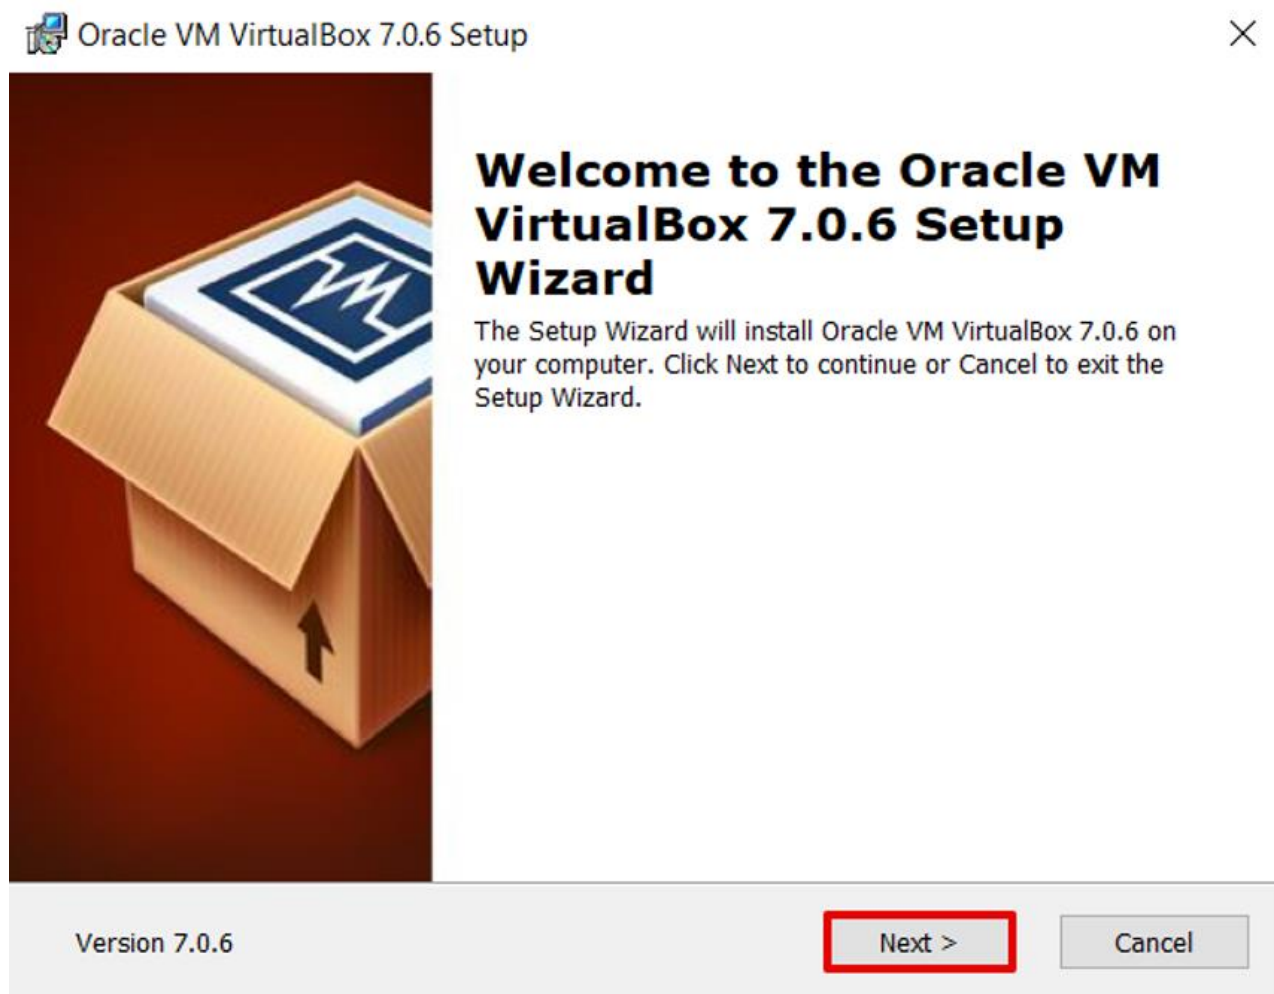 Oracle VM VirtualBox 7.0.6 Setup
Welcome to the Oracle VM
VirtualBox 7.0.6 Setup
Wizard
The Setup Wizard will install Oracle VM VirtualBox 7.0.6 on
your computer. Click Next to continue or Cancel to exit the
Setup Wizard.
Version 7.0.6
Next >
Cancel